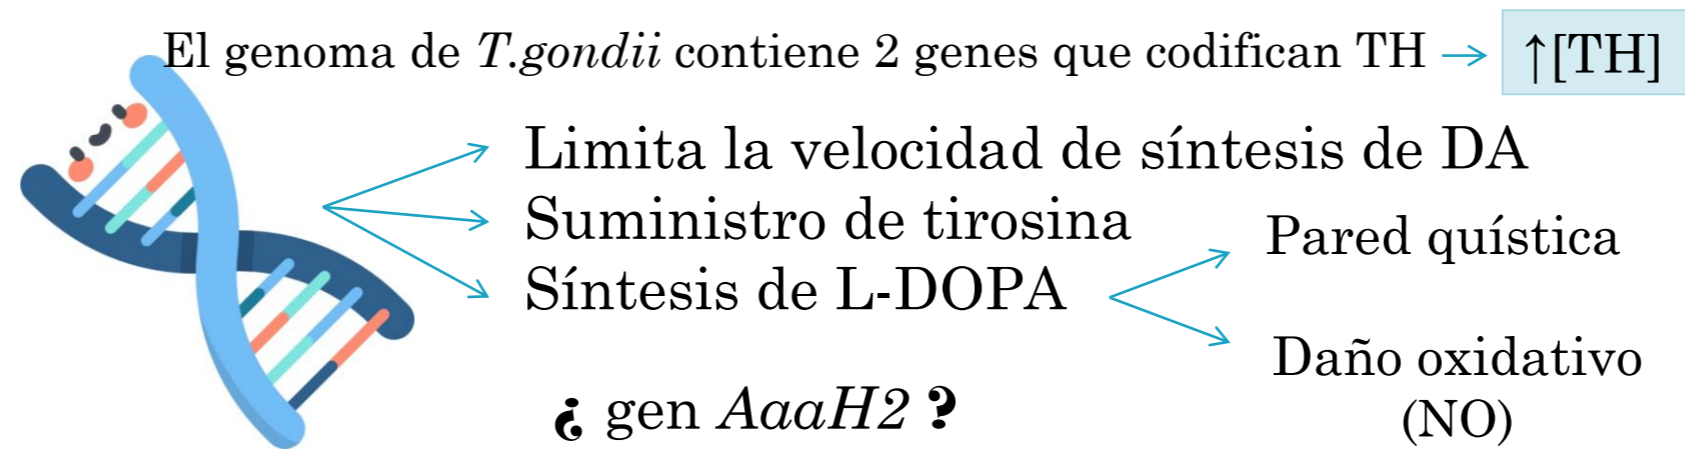 El genoma de T.gondii contiene 2 genes que codifican TH → ↑[TH]
Limita la velocidad de síntesis de DA
Suministro de tirosina
Síntesis de L-DOPA
Pared quística
Daño oxidativo
(NO)
¿ gen AaaH2 ?